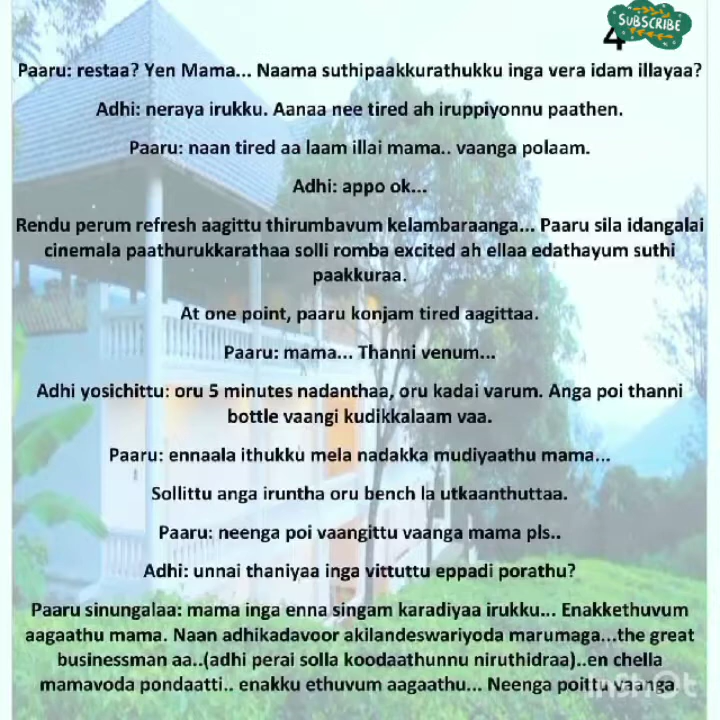 SUBSCRIBE
4
Paaru: restaa? Yen Mama... Naama suthipaakkurathukku inga vera idam illayaa?
Adhi: neraya irukku. Aanaa nee tired ah iruppiyonnu paathen.
Paaru: naan tired aa laam illai mama.. vaanga polaam.
Adhi: appo ok...
Rendu perum refresh aagittu thirumbavum kelambaraanga... Paaru sila idangalai
cinemala paathurukkarathaa solli romba excited ah ellaa edathayum suthi
paakkuraa.
At one point, paaru konjam tired aagittaa.
Paaru: mama... Thanni venum...
Adhi yosichittu: oru 5 minutes nadanthaa, oru kadai varum. Anga poi thanni
bottle vaangi kudikkalaam vaa.
Paaru: ennaala ithukku mela nadakka mudiyaathu mama...
Sollittu anga iruntha oru bench la utkaanthuttaa.
Paaru: neenga poi vaangittu vaanga mama pls..
Adhi: unnai thaniyaa inga vittuttu eppadi porathu?
Paaru sinungalaa: mama inga enna singam karadiyaa irukku... Enakkethuvum
aagaathu mama. Naan adhikadavoor akilandeswariyoda marumaga...the great
businessman aa..(adhi perai solla koodaathunnu niruthidraa)..en chella
mamavoda pondaatti.. enakku ethuvum aagaathu... Neenga poittu vaanga
InShOt